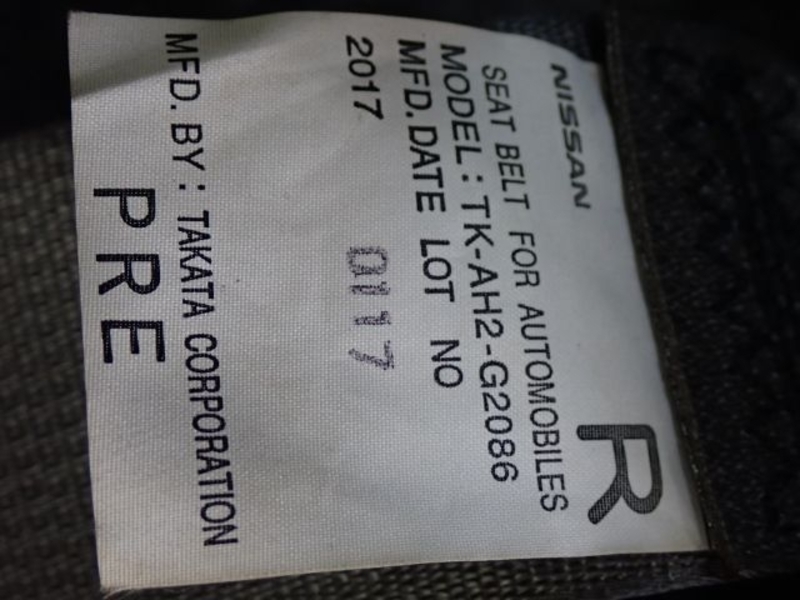 NISSAN
R
SEAT BELT FOR AUTOMOBILES
MODEL : TK-AH2-G2086
MFD.DATE LOT NO
2017 0117
MFD. BY : TAKATA CORPORATION
PRE